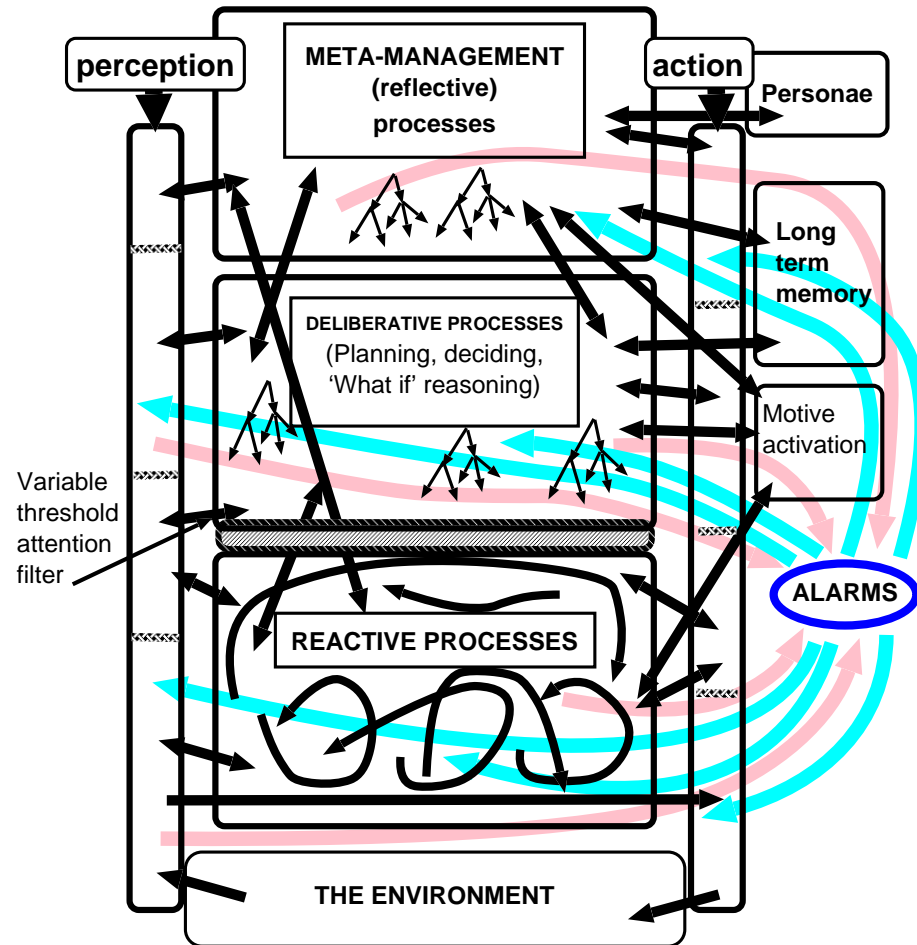 perception
META-MANAGEMENT
(reflective)
processes
action
Personae
Long
term
memory
DELIBERATIVE PROCESSES
(Planning, deciding,
‘What if’ reasoning)
Motive
activation
Variable
threshold
attention
filter
ALARMS
REACTIVE PROCESSES
THE ENVIRONMENT